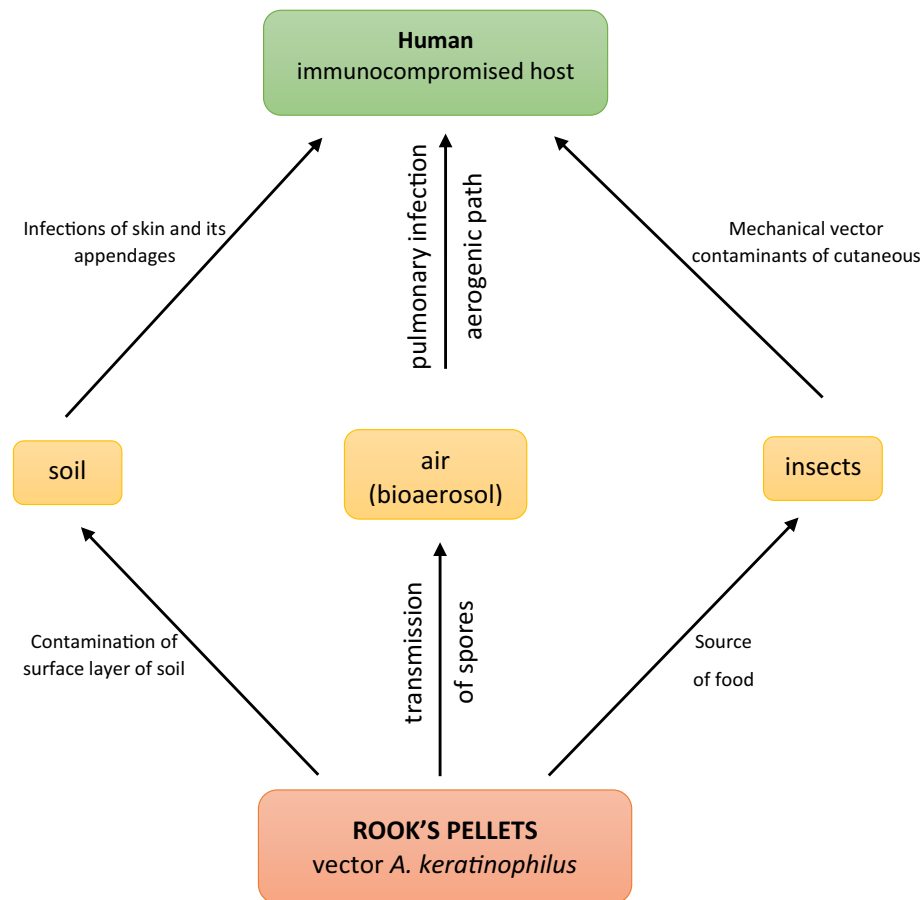 Human
immunocompromised host
Infections of skin and its
appendages
pulmonary infection
aerogenic path
Mechanical vector
contaminants of cutaneous
soil
air
(bioaerosol)
insects
Contamination of
surface layer of soil
transmission
of spores
Source
of food
ROOK’S PELLETS
vector A. keratinophilus